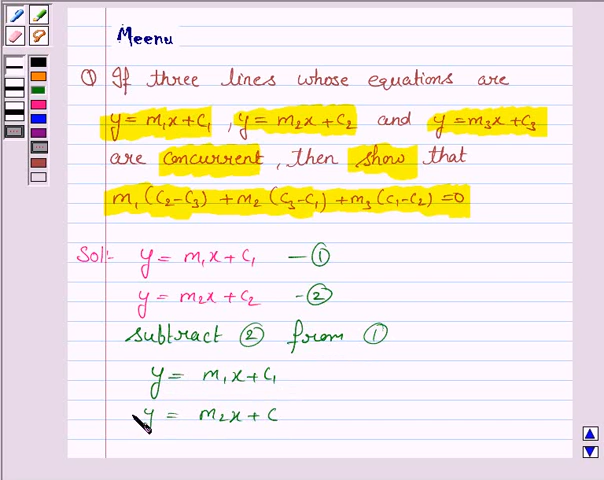 Meenu
Q If three lines whose equations are
y = m₁x + c₁ , y = m₂x + c₂ and y = m₃x + c₃
are concurrent , then show that
m₁ (c₂ - c₃) + m₂ (c₃ - c₁) + m₃ (c₁ - c₂) = 0
Sol:- y = m₁x + c₁ - ①
y = m₂x + c₂ - ②
subtract ② from ①
y = m₁x + c₁
y = m₂x + c